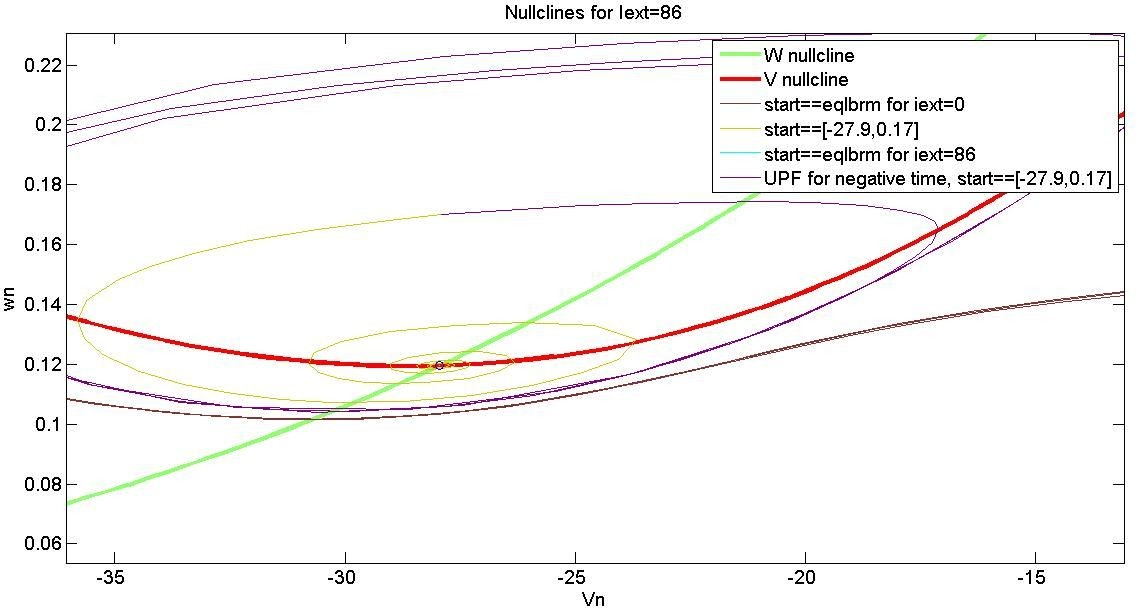 Nullclines for Iext=86
W nullcline
V nullcline
start==eqlbrm for iext=0
start==[-27.9,0.17]
start==eqlbrm for iext=86
UPF for negative time, start==[-27.9,0.17]
0.22
0.2
0.18
0.16
0.14
0.12
0.1
0.08
0.06
wn
-35
-30
-25
-20
-15
Vn